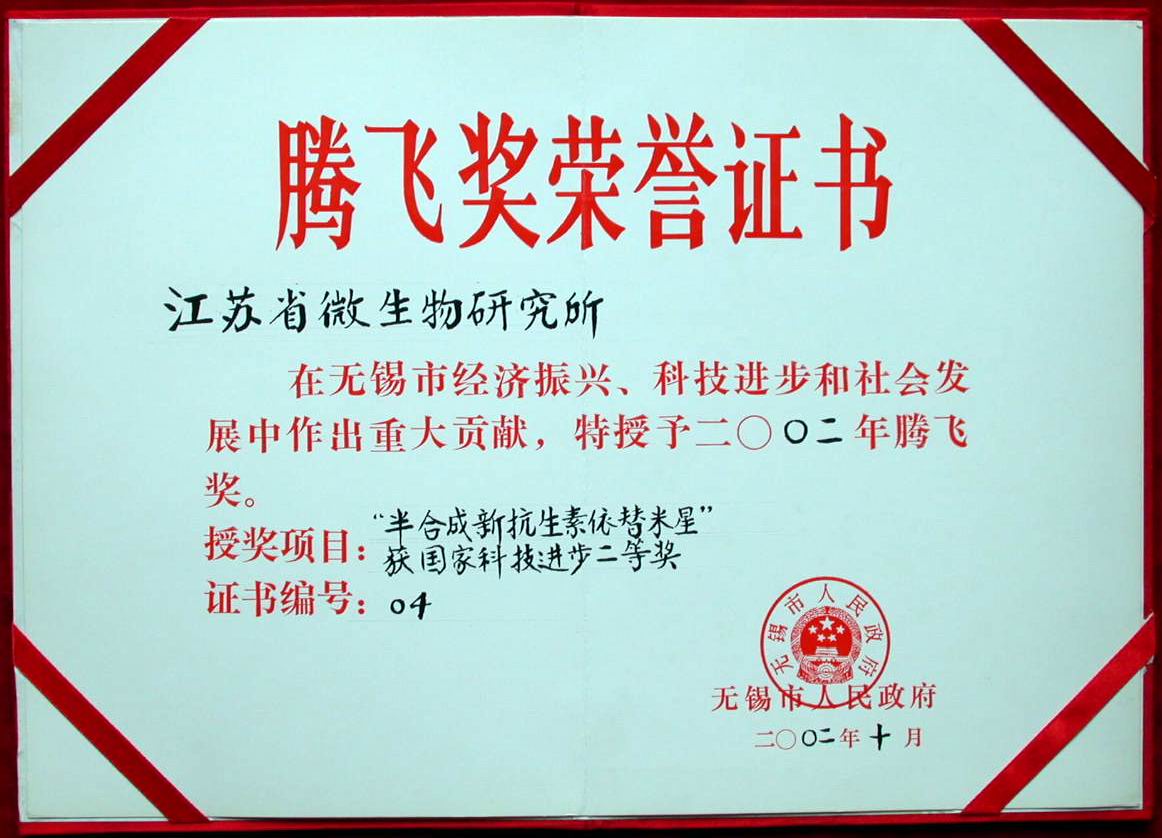 腾飞奖荣誉证书
江苏省微生物研究所
在无锡市经济振兴、科技进步和社会发
展中作出重大贡献，特授予二〇〇二年腾飞
奖。
授奖项目：“半合成新抗生素依替米星”
获国家科技进步二等奖
证书编号：04
无锡市人民政府
无锡市人民政府
二〇〇二年十月